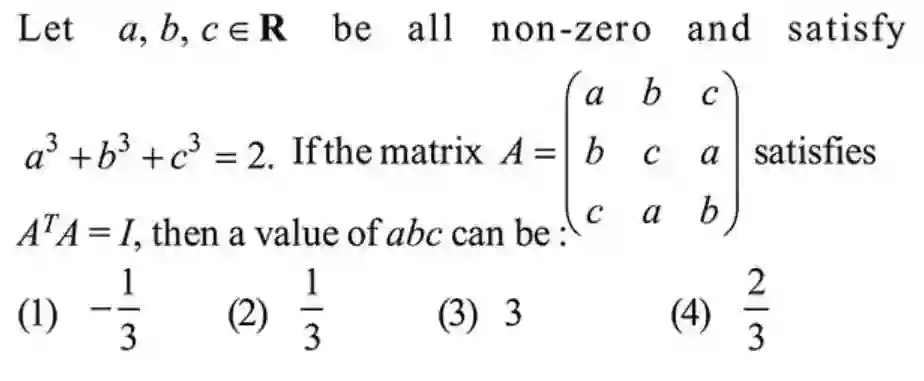 Let a, b, c ∈ R be all non-zero and satisfy
a³ + b³ + c³ = 2. If the matrix A = (a b c; b c a; c a b) satisfies
AᵀA = I, then a value of abc can be :
(1) −1/3 (2) 1/3 (3) 3 (4) 2/3